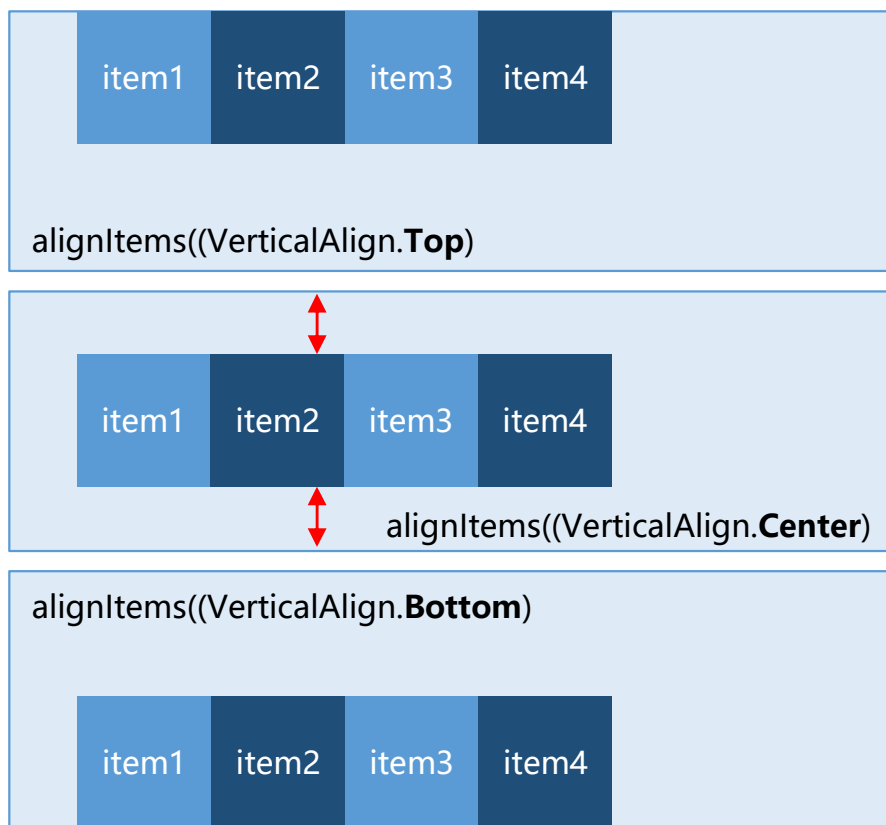 item1 item2 item3 item4
alignItems((VerticalAlign.Top)
item1 item2 item3 item4
alignItems((VerticalAlign.Center)
alignItems((VerticalAlign.Bottom)
item1 item2 item3 item4